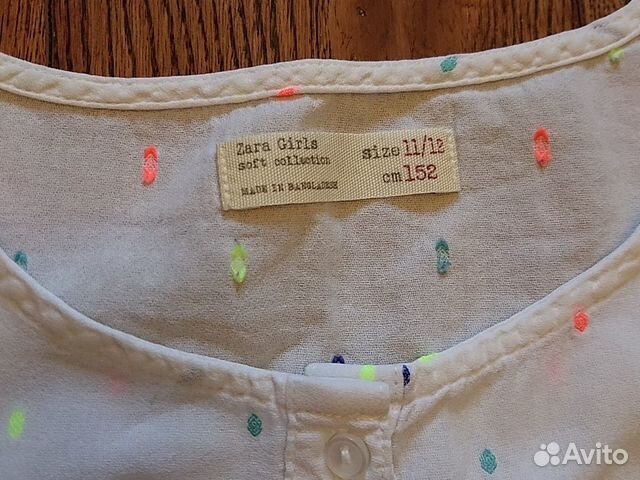 Zara Girls
soft collection
MADE IN BANGLADESH
size 11/12
cm 152
Avito